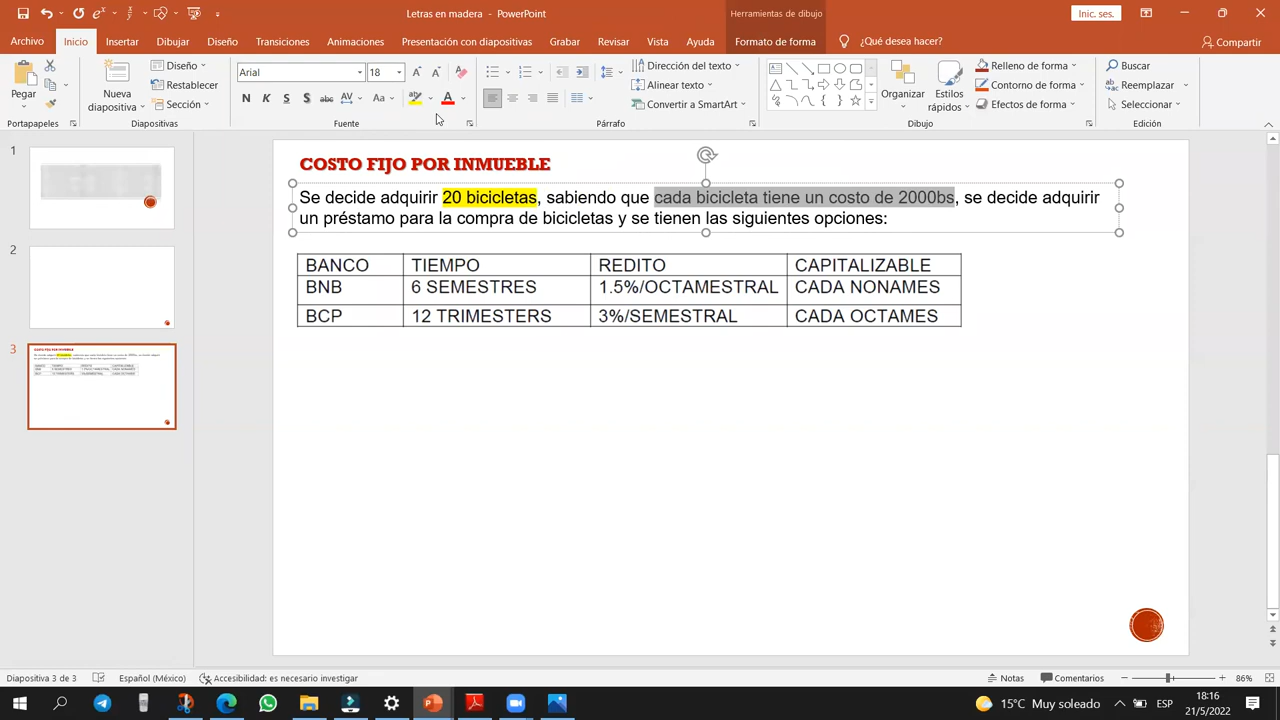 Letras en madera - PowerPoint
Herramientas de dibujo
Inic. ses.
Archivo Inicio Insertar Dibujar Diseño Transiciones Animaciones Presentación con diapositivas Grabar Revisar Vista Ayuda Formato de forma ¿Qué desea hacer? Compartir
Pegar
Portapapeles
Nueva diapositiva
Diseño
Restablecer
Sección
Diapositivas
Arial 18
N K S S abc AV Aa A
Fuente
Dirección del texto
Alinear texto
Convertir a SmartArt
Párrafo
Organizar
Estilos rápidos
Relleno de forma
Contorno de forma
Efectos de forma
Dibujo
Buscar
Reemplazar
Seleccionar
Edición
1
2
3
COSTO FIJO POR INMUEBLE
Se decide adquirir 20 bicicletas, sabiendo que cada bicicleta tiene un costo de 2000bs, se decide adquirir
un préstamo para la compra de bicicletas y se tienen las siguientes opciones:
BANCO TIEMPO REDITO CAPITALIZABLE
BNB 6 SEMESTRES 1.5%/OCTAMESTRAL CADA NONAMES
BCP 12 TRIMESTERS 3%/SEMESTRAL CADA OCTAMES
Diapositiva 3 de 3 Español (México) Accesibilidad: es necesario investigar Notas Comentarios 86%
15°C Muy soleado ESP 18:16
21/5/2022